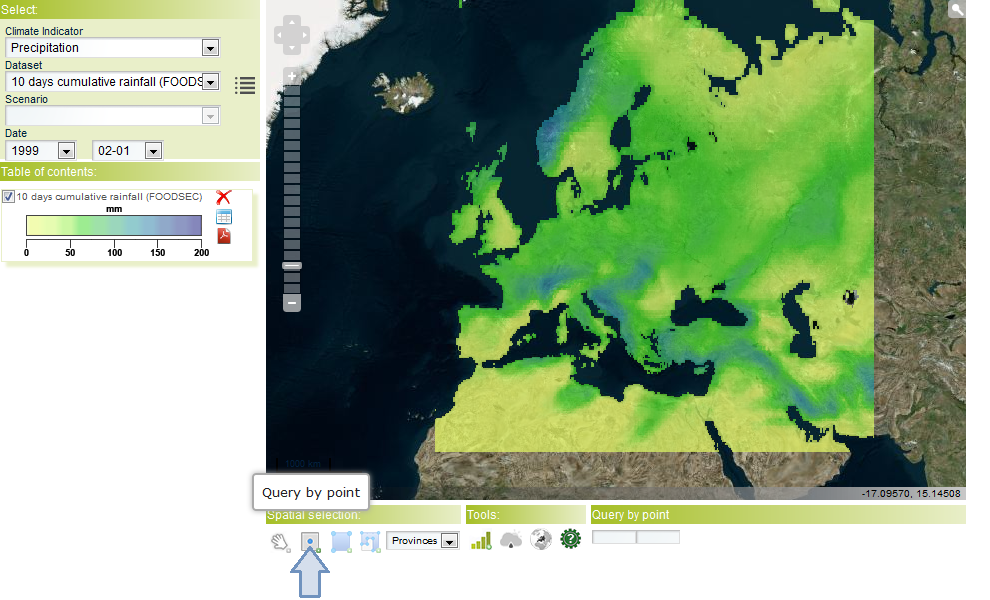 Select:
Climate Indicator
Precipitation
Dataset
10 days cumulative rainfall (FOODS
Scenario
Date
1999 02-01
Table of contents:
10 days cumulative rainfall (FOODSEC)
mm
0 50 100 150 200
1000 km
-17.09570, 15.14508
Query by point
Spatial selection:
Tools:
Query by point
Provinces